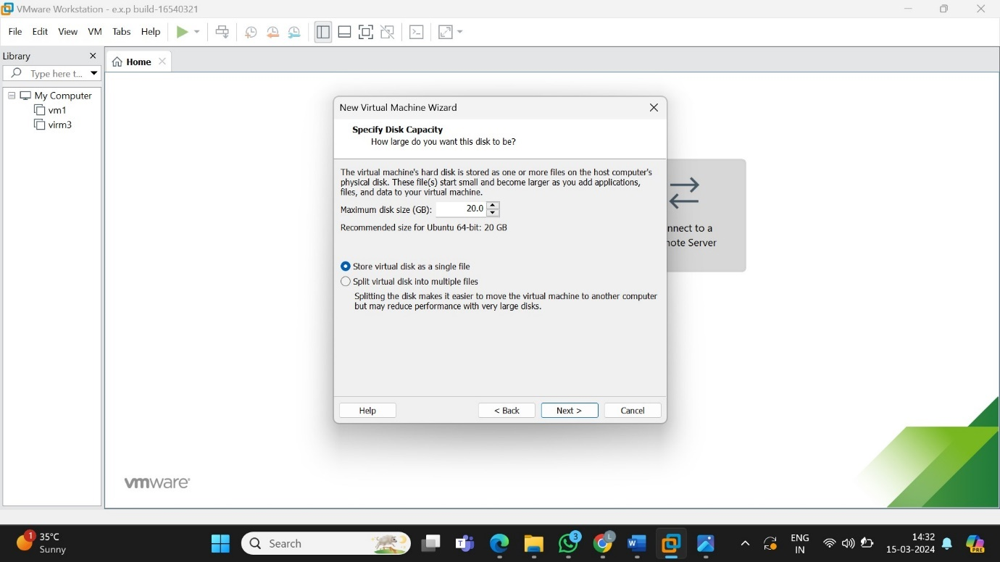 VMware Workstation - e.x.p build-16540321
File Edit View VM Tabs Help
Library
Type here t...
Home
My Computer
vm1
virm3
New Virtual Machine Wizard
Specify Disk Capacity
How large do you want this disk to be?
The virtual machine's hard disk is stored as one or more files on the host computer's
physical disk. These file(s) start small and become larger as you add applications,
files, and data to your virtual machine.
Maximum disk size (GB): 20.0
Recommended size for Ubuntu 64-bit: 20 GB
Store virtual disk as a single file
Split virtual disk into multiple files
Splitting the disk makes it easier to move the virtual machine to another computer
but may reduce performance with very large disks.
Help < Back Next > Cancel
nnect to a
note Server
vmware
1 35°C
Sunny
Search
3
L
ENG
IN
14:32
15-03-2024
PRE